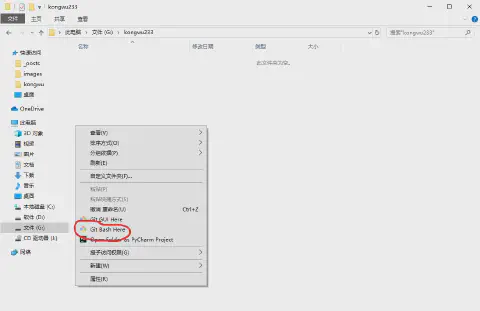 kongwu233
文件 主页 共享 查看
此电脑 > 文件 (G:) > kongwu233
搜索"kongwu233"
名称 修改日期 类型 大小
此文件夹为空。
快速访问
_posts
images
kongwu
桌面
OneDrive
此电脑
3D 对象
视频
图片
文档
下载
音乐
桌面
本地磁盘 (C:)
软件 (D:)
文件 (G:)
CD 驱动器 (I:)
网络
查看(V)
排序方式(O)
分组依据(P)
刷新(E)
自定义文件夹(F)...
粘贴(P)
粘贴快捷方式(S)
撤消 重命名(U) Ctrl+Z
Git GUI Here
Git Bash Here
Open Folder as PyCharm Project
授予访问权限(G)
新建(W)
属性(R)